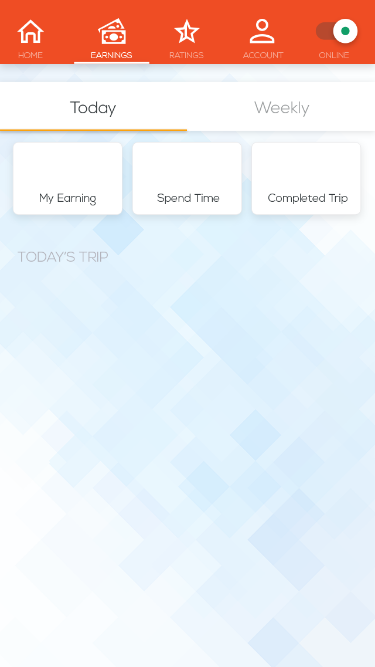 HOME EARNINGS RATINGS ACCOUNT ONLINE
Today Weekly
My Earning Spend Time Completed Trip
TODAY'S TRIP